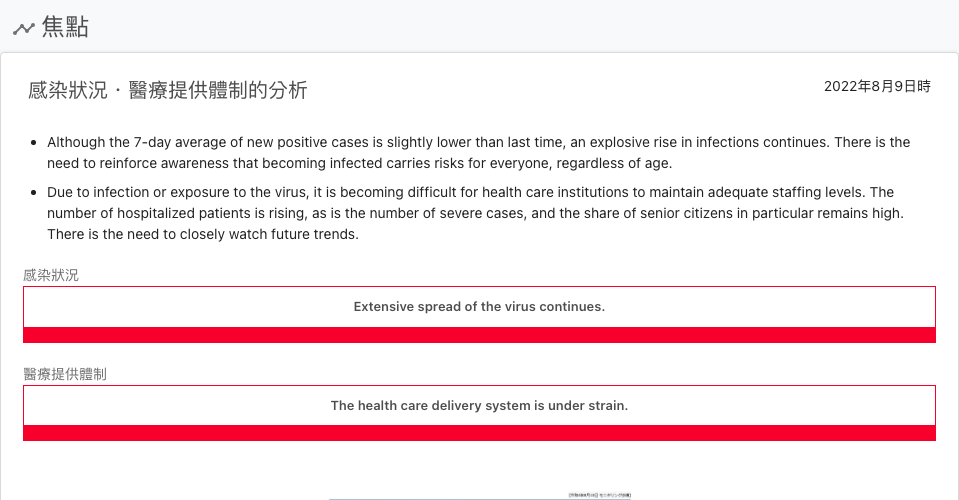 焦點
感染狀況・醫療提供體制的分析
2022年8月9日時
Although the 7-day average of new positive cases is slightly lower than last time, an explosive rise in infections continues. There is the
need to reinforce awareness that becoming infected carries risks for everyone, regardless of age.
Due to infection or exposure to the virus, it is becoming difficult for health care institutions to maintain adequate staffing levels. The
number of hospitalized patients is rising, as is the number of severe cases, and the share of senior citizens in particular remains high.
There is the need to closely watch future trends.
感染狀況
Extensive spread of the virus continues.
醫療提供體制
The health care delivery system is under strain.